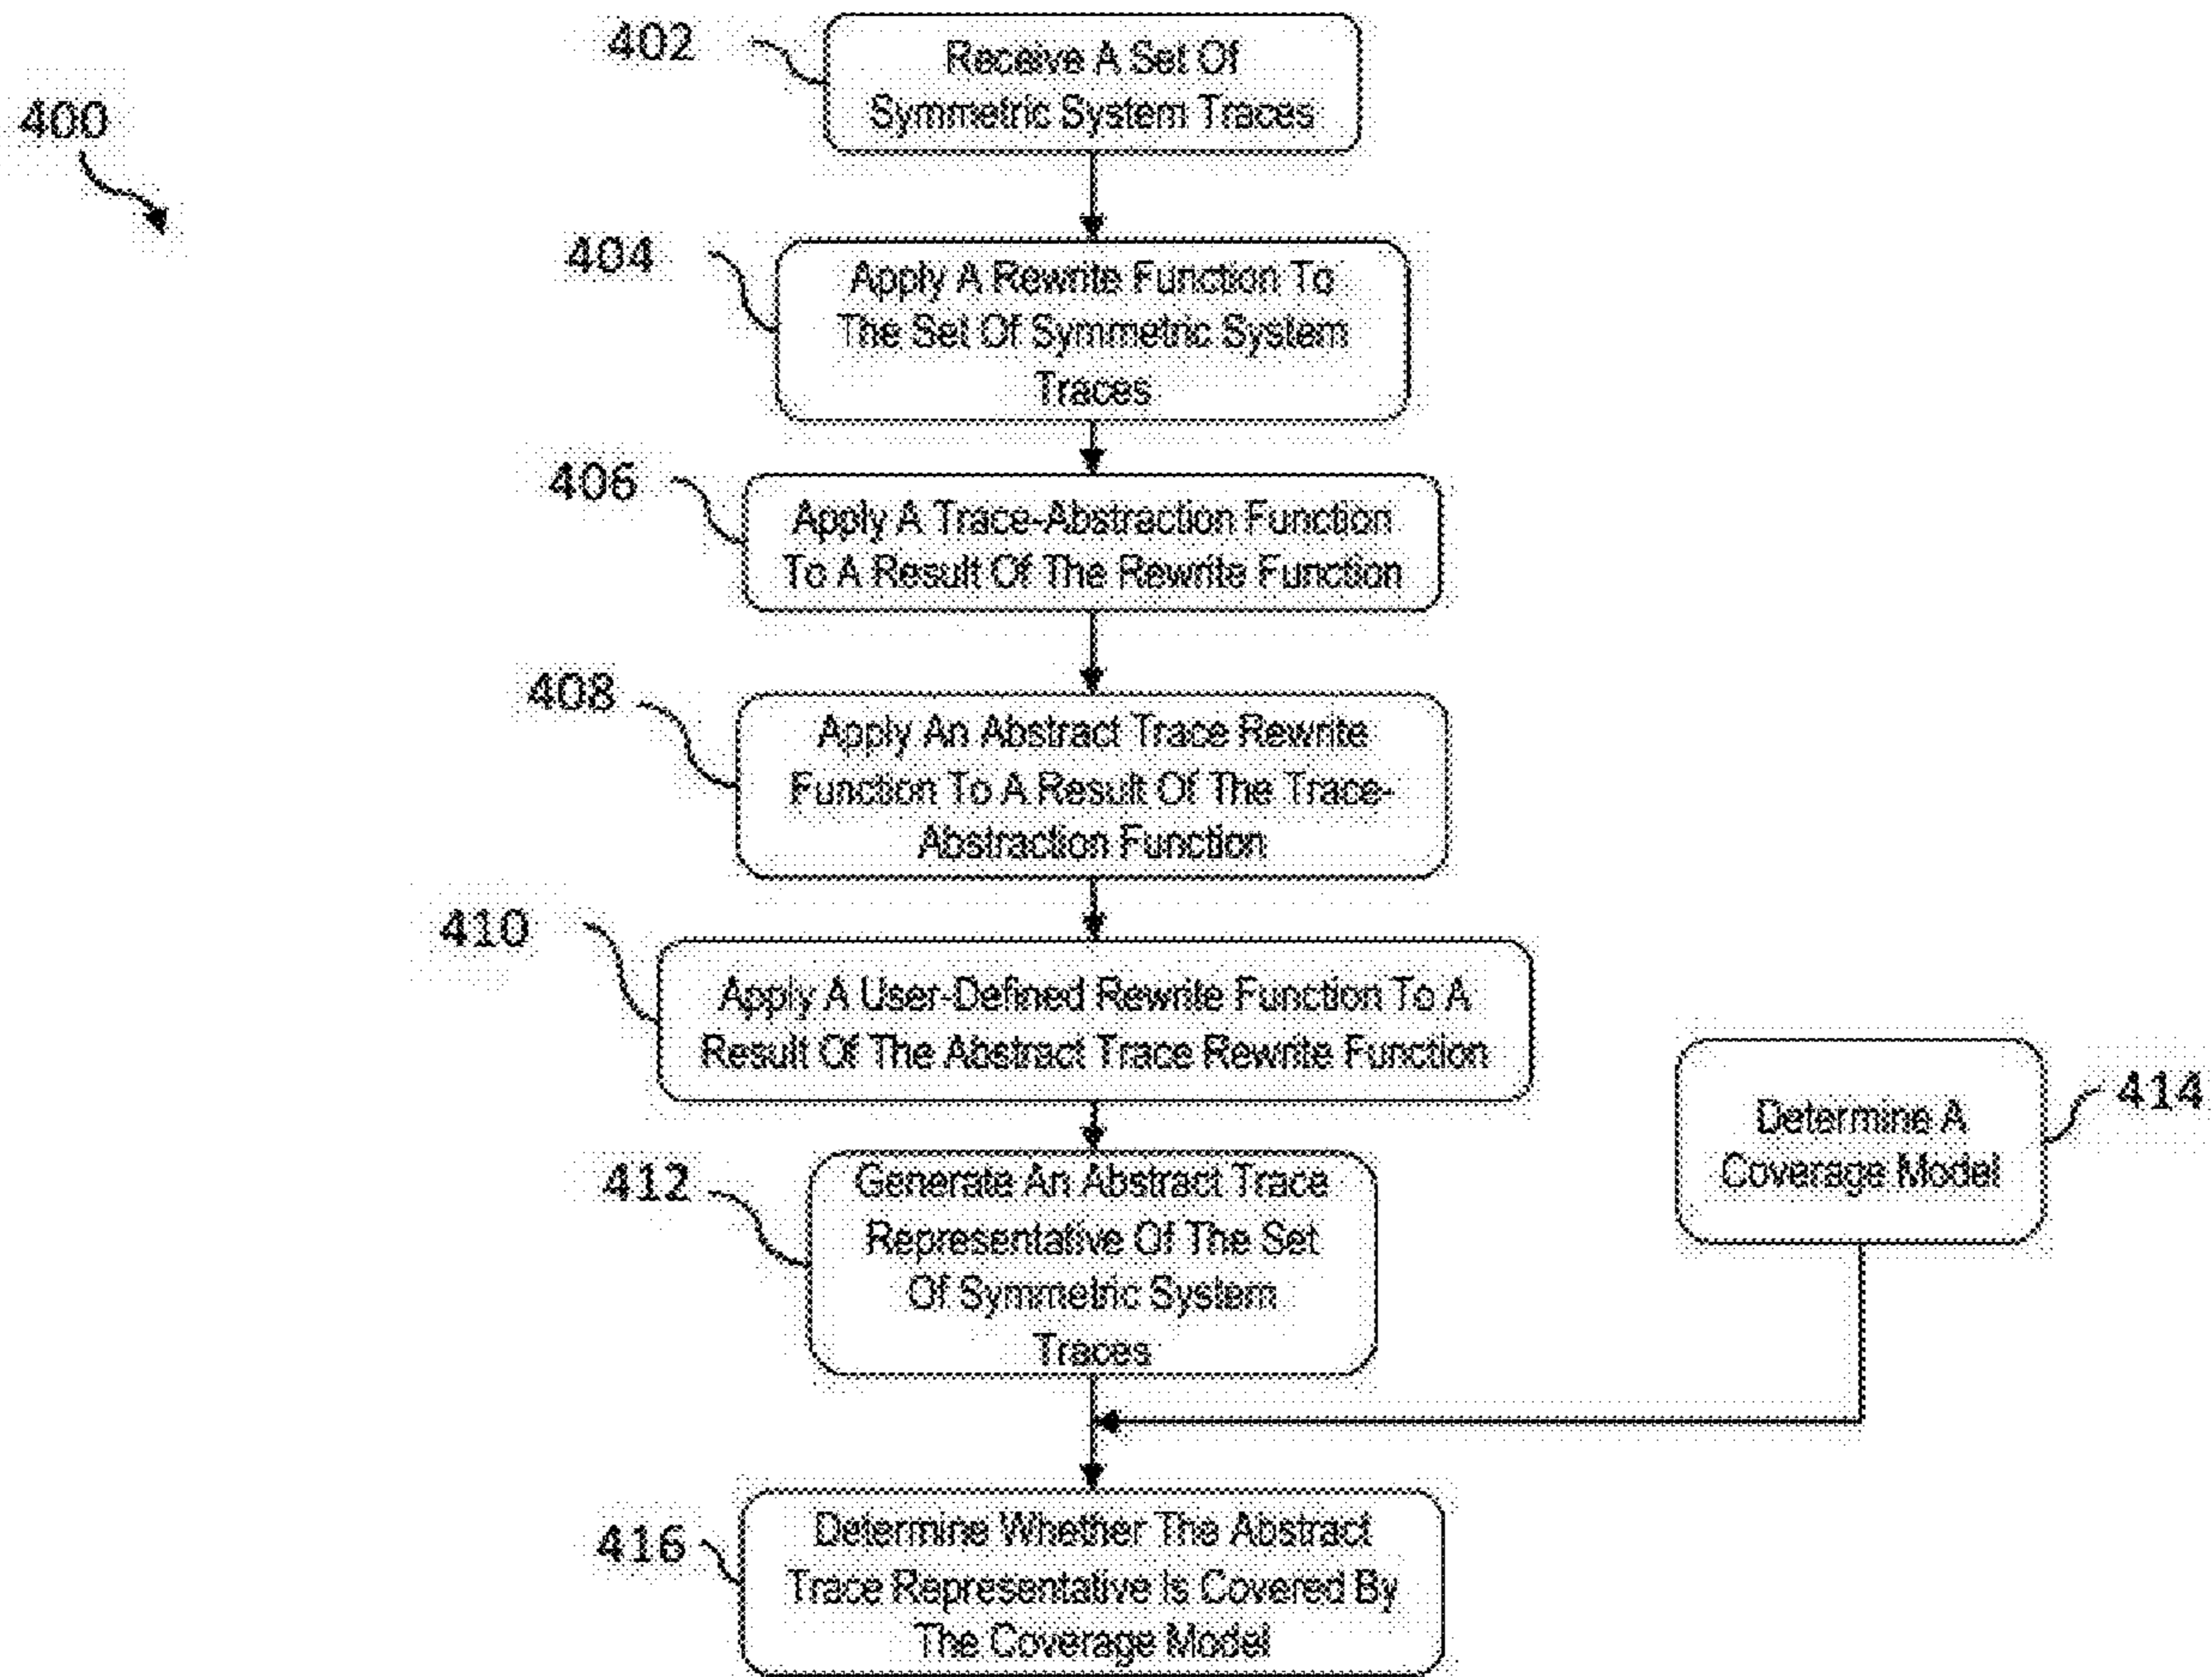 400
402
Receive A Set Of
Symmetric System Traces
404
Apply A Rewrite Function To
The Set Of Symmetric System
Traces
406
Apply A Trace-Abstraction Function
To A Result Of The Rewrite Function
408
Apply An Abstract Trace Rewrite
Function To A Result Of The Trace-
Abstraction Function
410
Apply A User-Defined Rewrite Function To A
Result Of The Abstract Trace Rewrite Function
412
Generate An Abstract Trace
Representative Of The Set
Of Symmetric System
Traces
414
Determine A
Coverage Model
416
Determine Whether The Abstract
Trace Representative Is Covered By
The Coverage Model